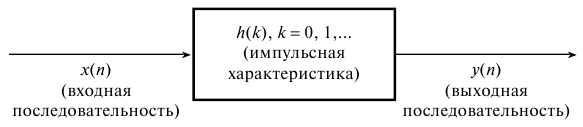 h(k), k = 0, 1,...
(импульсная
характеристика)
x(n)
(входная
последовательность)
y(n)
(выходная
последовательность)